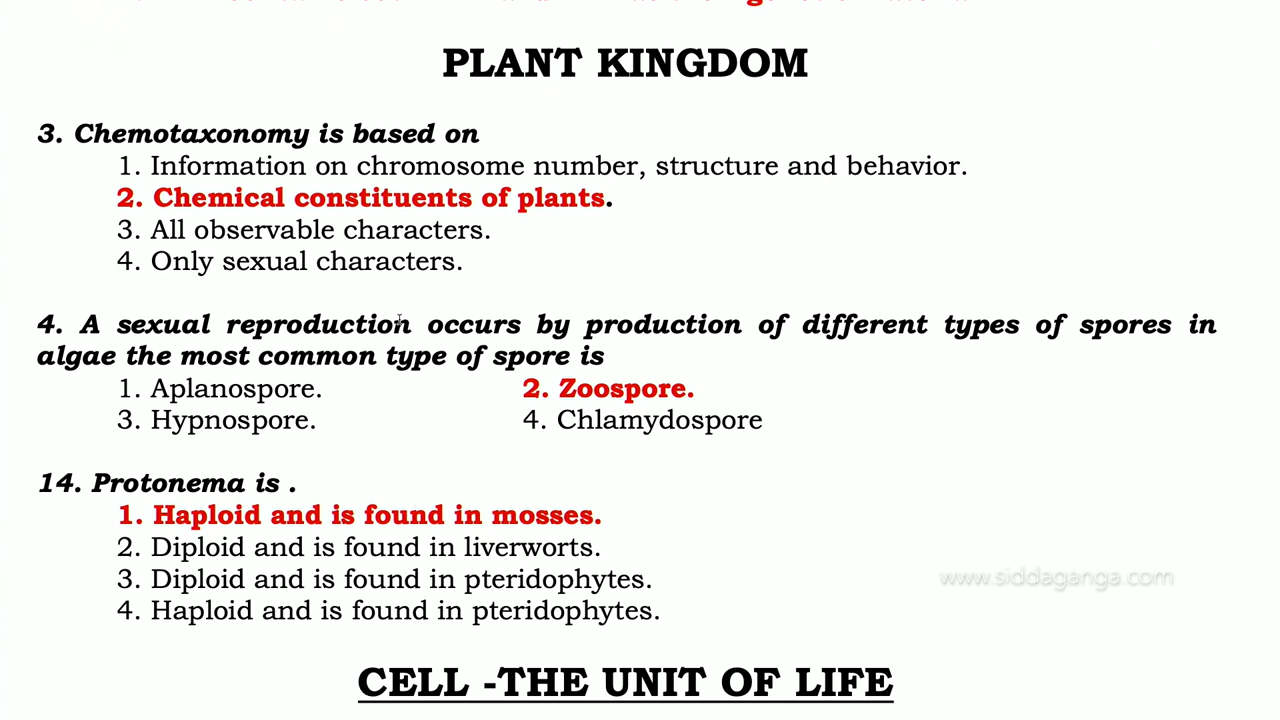 PLANT KINGDOM
3. Chemotaxonomy is based on
1. Information on chromosome number, structure and behavior.
2. Chemical constituents of plants.
3. All observable characters.
4. Only sexual characters.
4. A sexual reproduction occurs by production of different types of spores in
algae the most common type of spore is
1. Aplanospore. 2. Zoospore.
3. Hypnospore. 4. Chlamydospore
14. Protonema is .
1. Haploid and is found in mosses.
2. Diploid and is found in liverworts.
3. Diploid and is found in pteridophytes.
www.siddaganga.com
4. Haploid and is found in pteridophytes.
CELL -THE UNIT OF LIFE